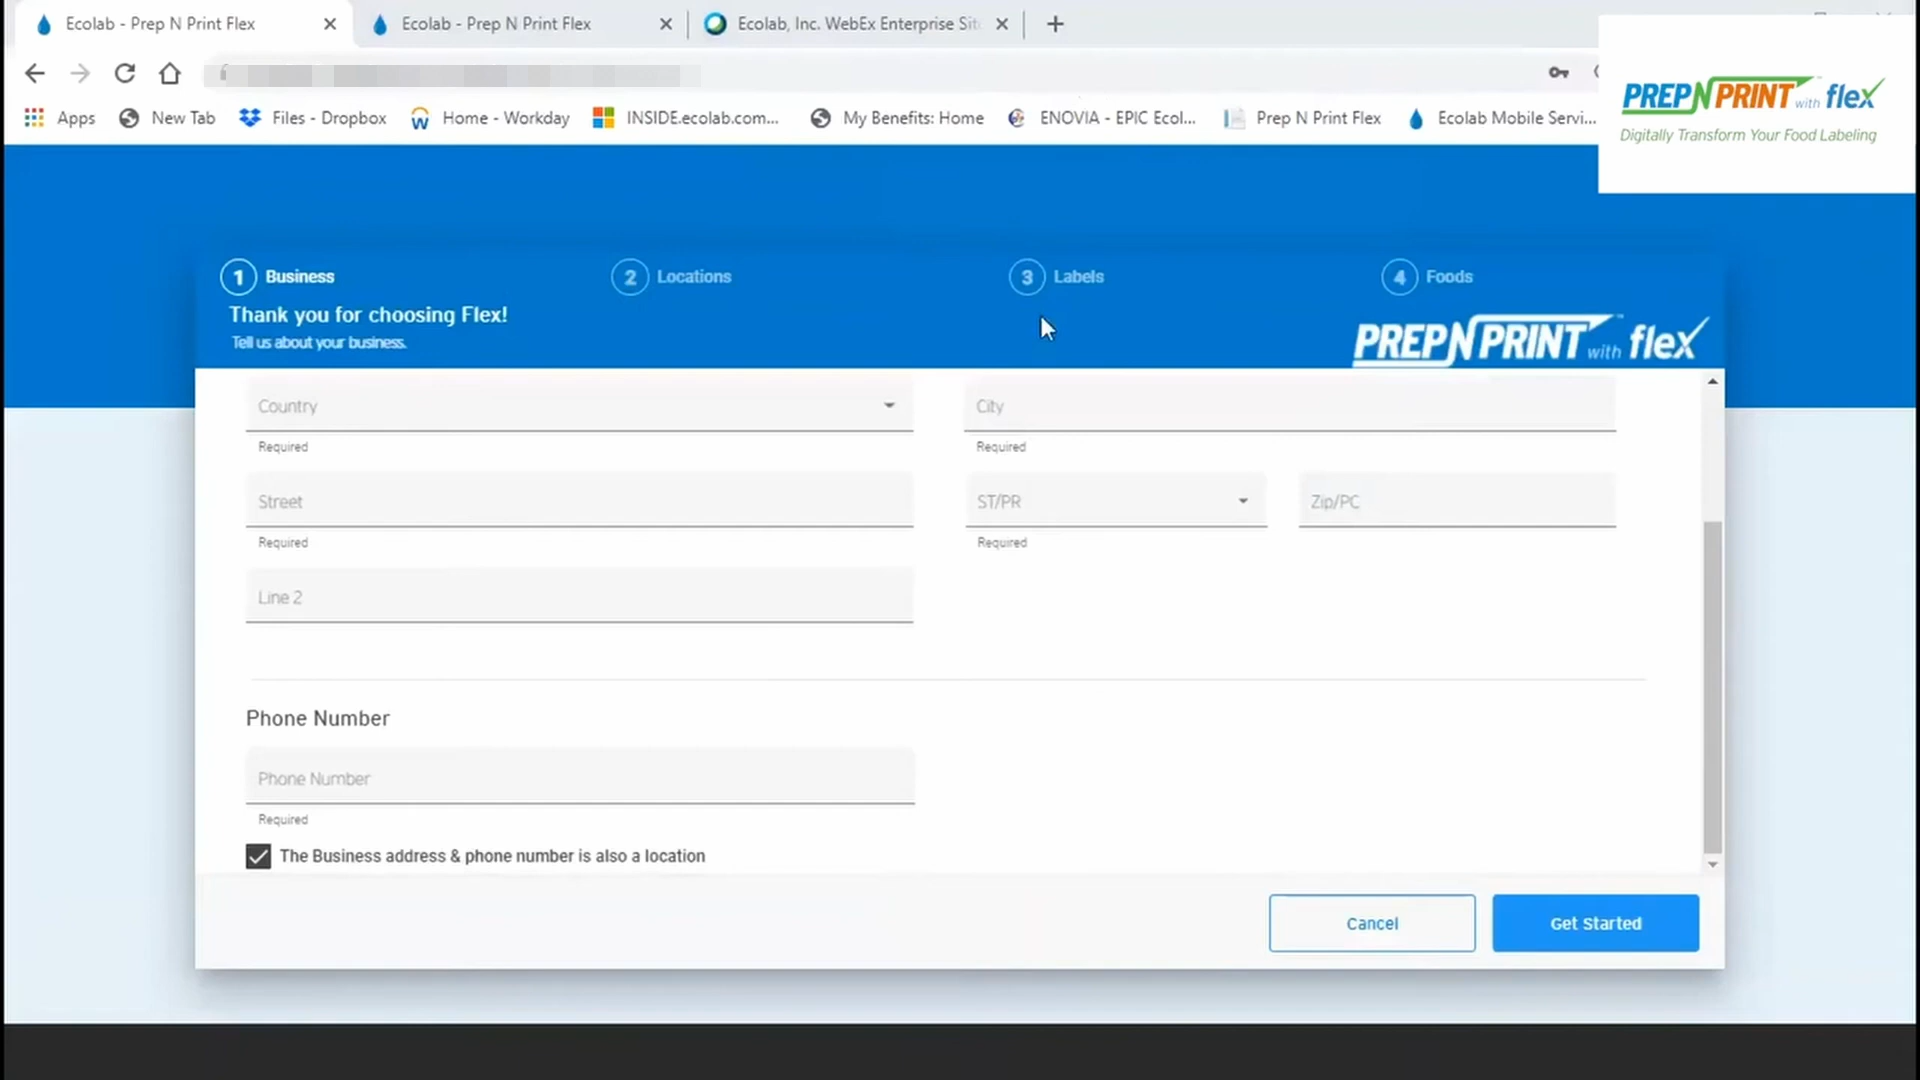 Ecolab - Prep N Print Flex
Ecolab - Prep N Print Flex
Ecolab, Inc. WebEx Enterprise Sit
Apps
New Tab
Files - Dropbox
Home - Workday
INSIDE.ecolab.com...
My Benefits: Home
ENOVIA - EPIC Ecol...
Prep N Print Flex
Ecolab Mobile Servi...
PREP N PRINT with flex
Digitally Transform Your Food Labeling
1 Business
2 Locations
3 Labels
4 Foods
Thank you for choosing Flex!
Tell us about your business.
PREP N PRINT™ with flex
Country
City
Required
Required
Street
ST/PR
Zip/PC
Required
Required
Line 2
Phone Number
Phone Number
Required
The Business address & phone number is also a location
Cancel
Get Started